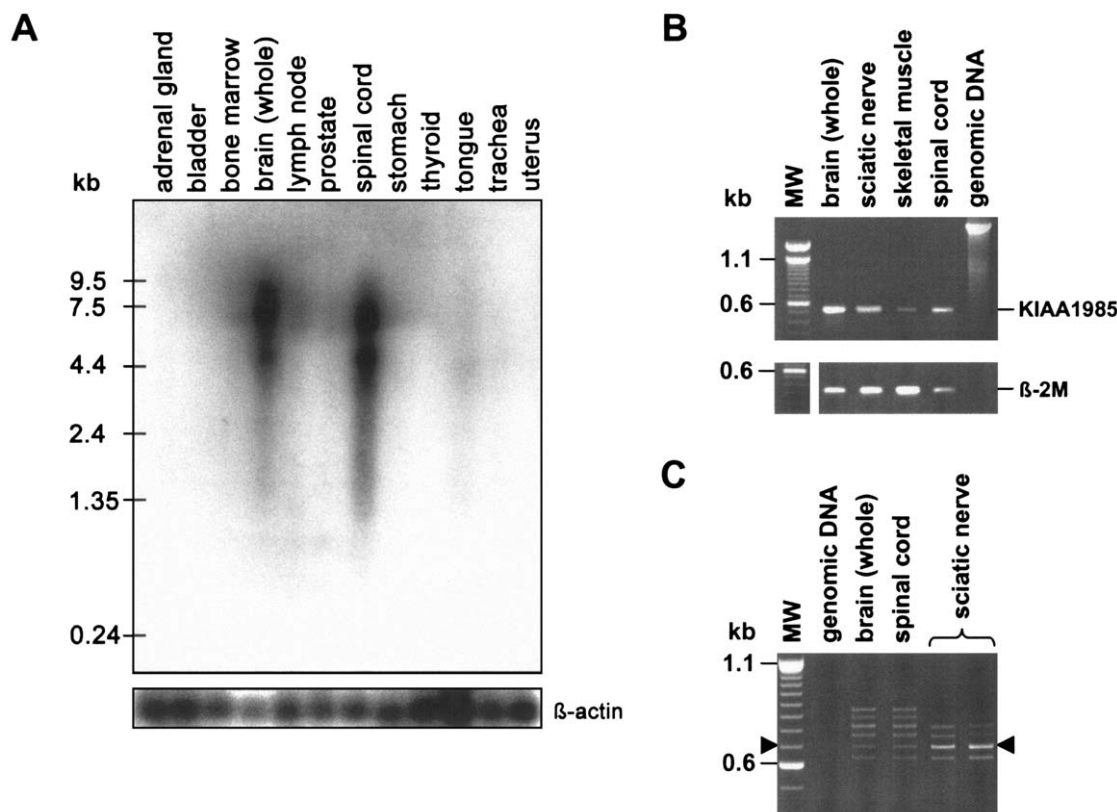 A
adrenal gland
bladder
bone marrow
brain (whole)
lymph node
prostate
spinal cord
stomach
thyroid
tongue
trachea
uterus
kb
9.5
7.5
4.4
2.4
1.35
0.24
ß-actin
B
MW
brain (whole)
sciatic nerve
skeletal muscle
spinal cord
genomic DNA
kb
1.1
0.6
KIAA1985
0.6
ß-2M
C
MW
genomic DNA
brain (whole)
spinal cord
sciatic nerve
kb
1.1
0.6